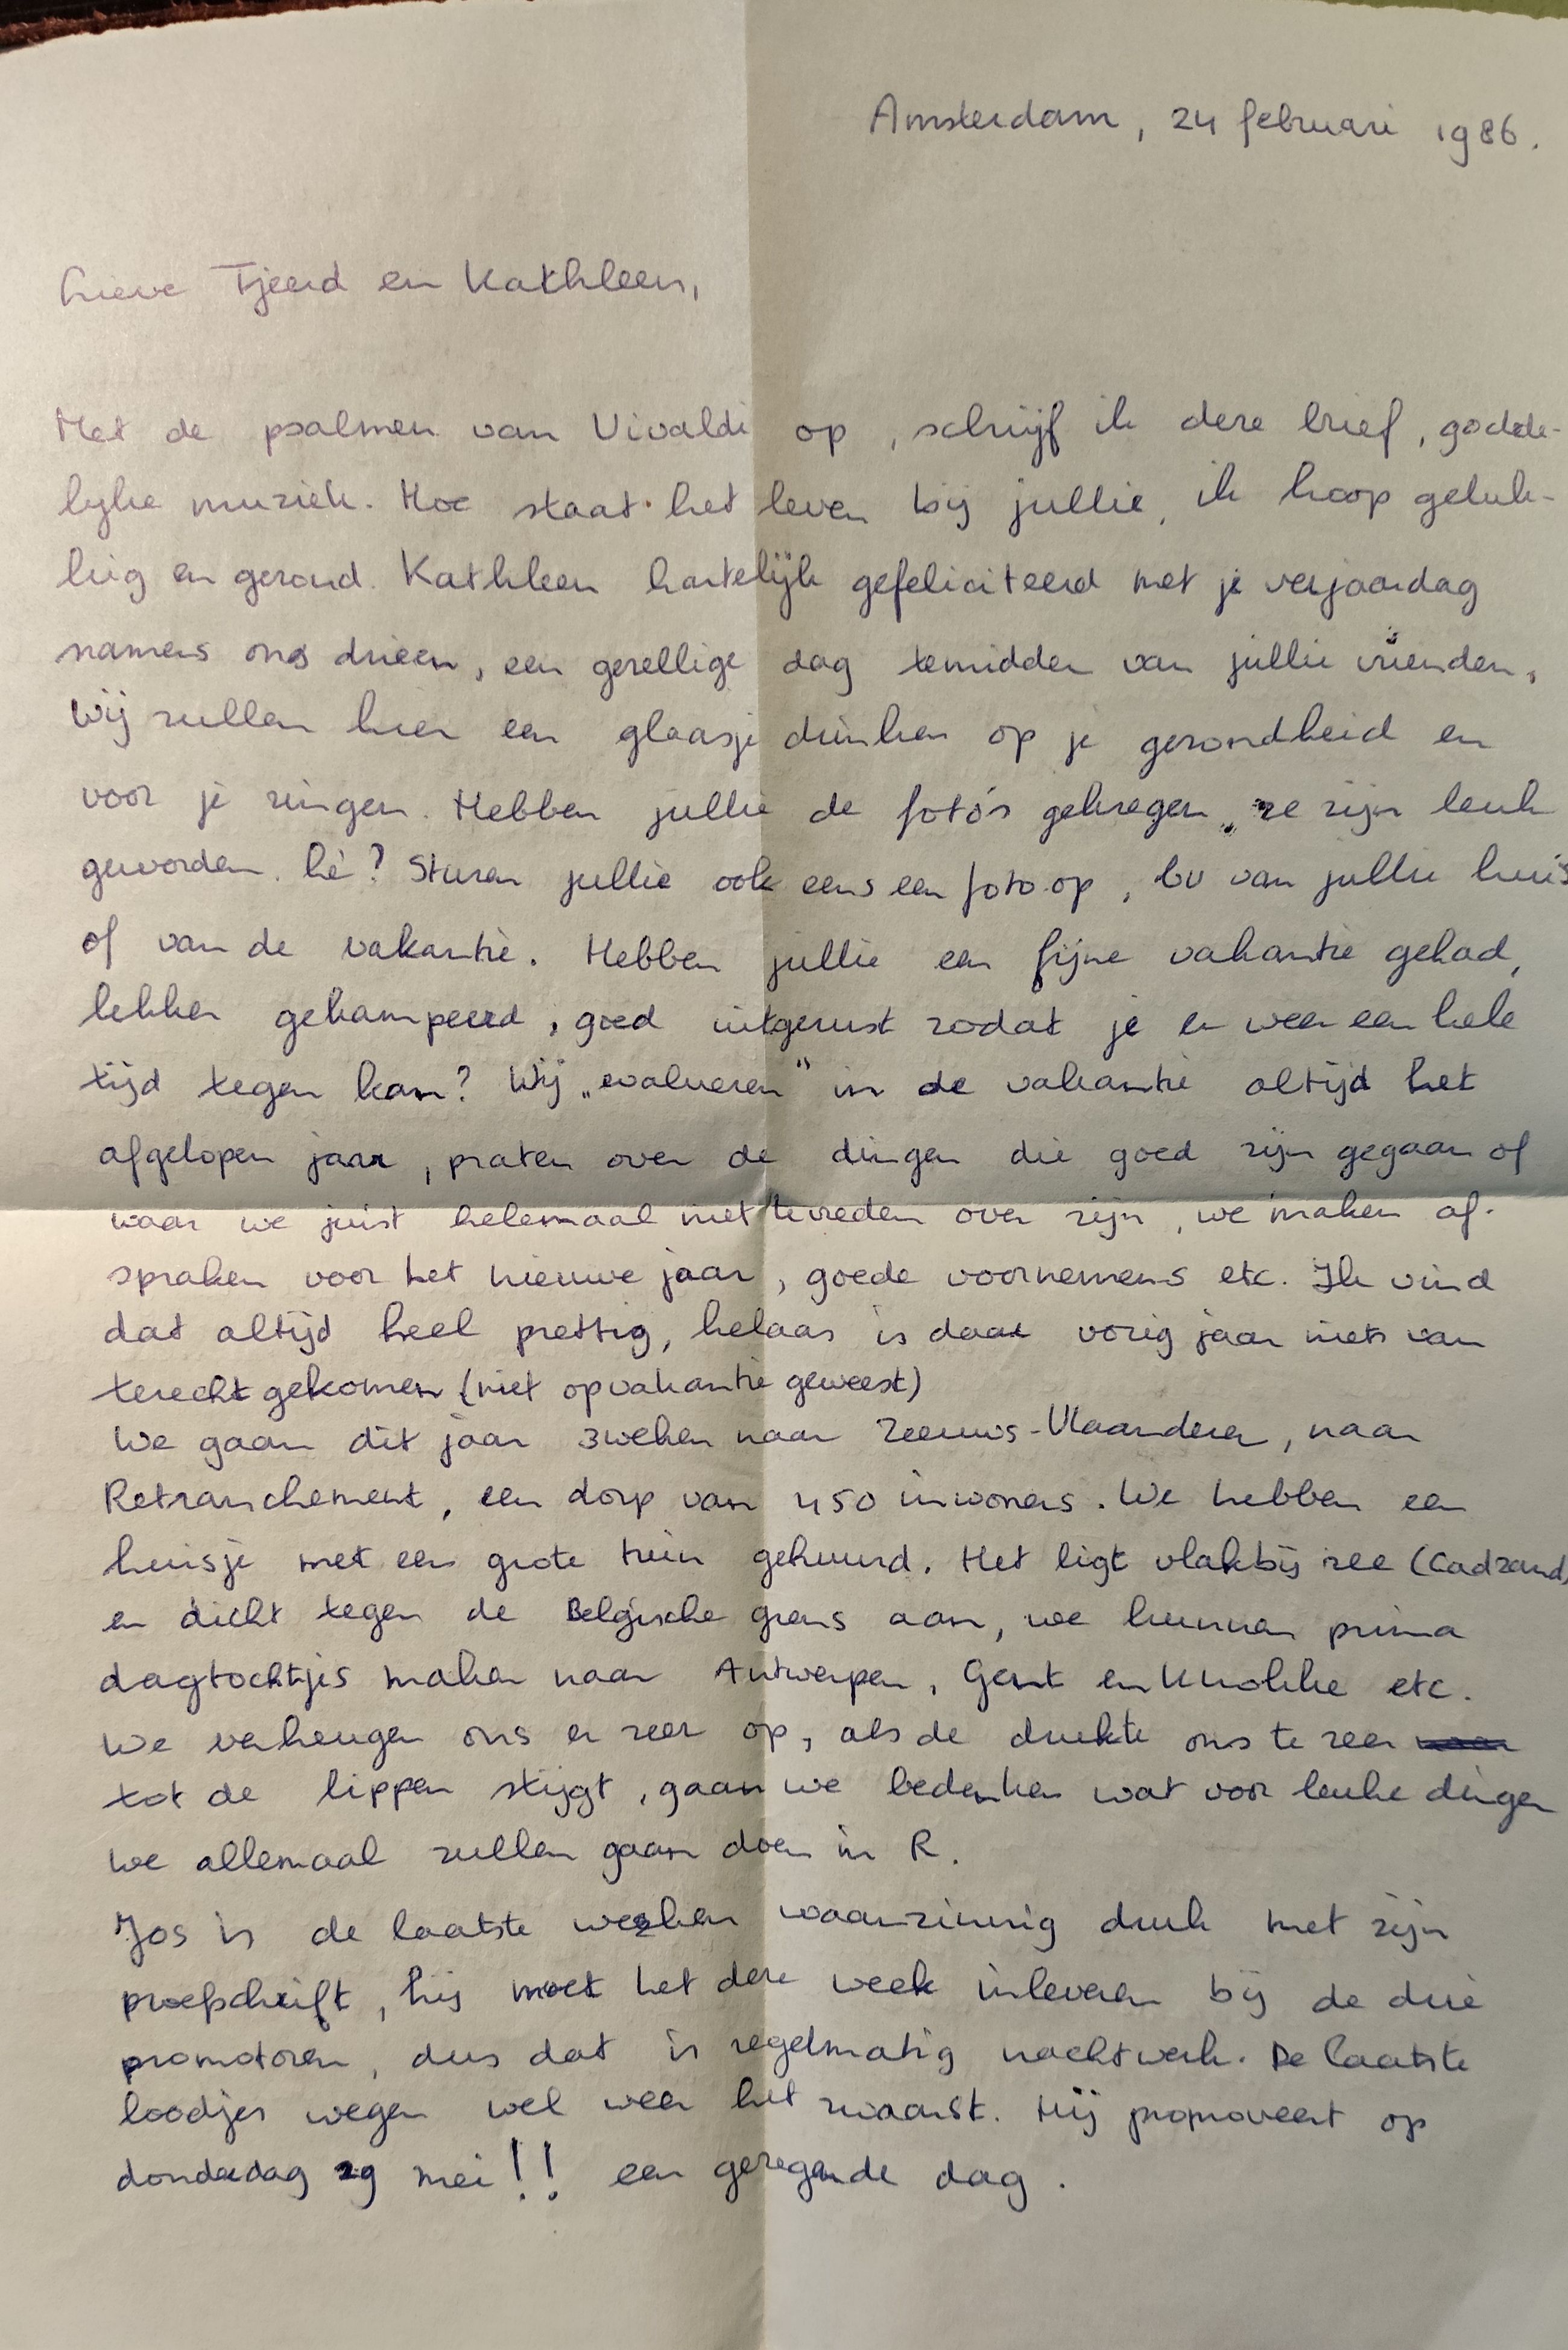 Amsterdam, 24 februari 1986.
Lieve Tjeerd en Kathleen,
Met de psalmen van Vivaldi op, schrijf ik deze brief, godde-
lijke muziek. Hoe staat het leven bij jullie, ik hoop geluk-
kig en gezond. Kathleen hartelijk gefeliciteerd met je verjaardag
namens ons drieën, een gezellige dag temidden van jullie vrienden,
Wij zullen hier een glaasje drinken op je gezondheid en
voor je zingen. Hebben jullie de foto's gekregen, ze zijn leuk
geworden, hè? Sturen jullie ook eens een foto op, bv van jullie huis
of van de vakantie. Hebben jullie een fijne vakantie gehad,
lekker gekampeerd, goed uitgerust zodat je er weer een hele
tijd tegen kan? Wij „evalueren" in de vakantie altijd het
afgelopen jaar, praten over de dingen die goed zijn gegaan of
waar we juist helemaal niet tevreden over zijn, we maken af-
spraken voor het nieuwe jaar, goede voornemens etc. Ik vind
dat altijd heel prettig, helaas is daar vorig jaar niets van
terecht gekomen (niet op vakantie geweest)
We gaan dit jaar 3 weken naar Zeeuws-Vlaanderen, naar
Retranchement, een dorp van 450 inwoners. We hebben een
huisje met een grote tuin gehuurd. Het ligt vlakbij zee (Cadzand)
en dicht tegen de Belgische grens aan, we kunnen prima
dagtochtjes maken naar Antwerpen, Gent en Knokke etc.
We verheugen ons er zeer op, als de drukte ons te zeer
tot de lippen stijgt, gaan we bedenken wat voor leuke dingen
we allemaal zullen gaan doen in R.
Jos is de laatste weken waanzinnig druk met zijn
proefschrift, hij moet het deze week inleveren bij de drie
promotoren, dus dat is regelmatig nachtwerk. De laatste
loodjes wegen wel weer het zwaarst. Hij promoveert op
donderdag 29 mei!! een gezegende dag.